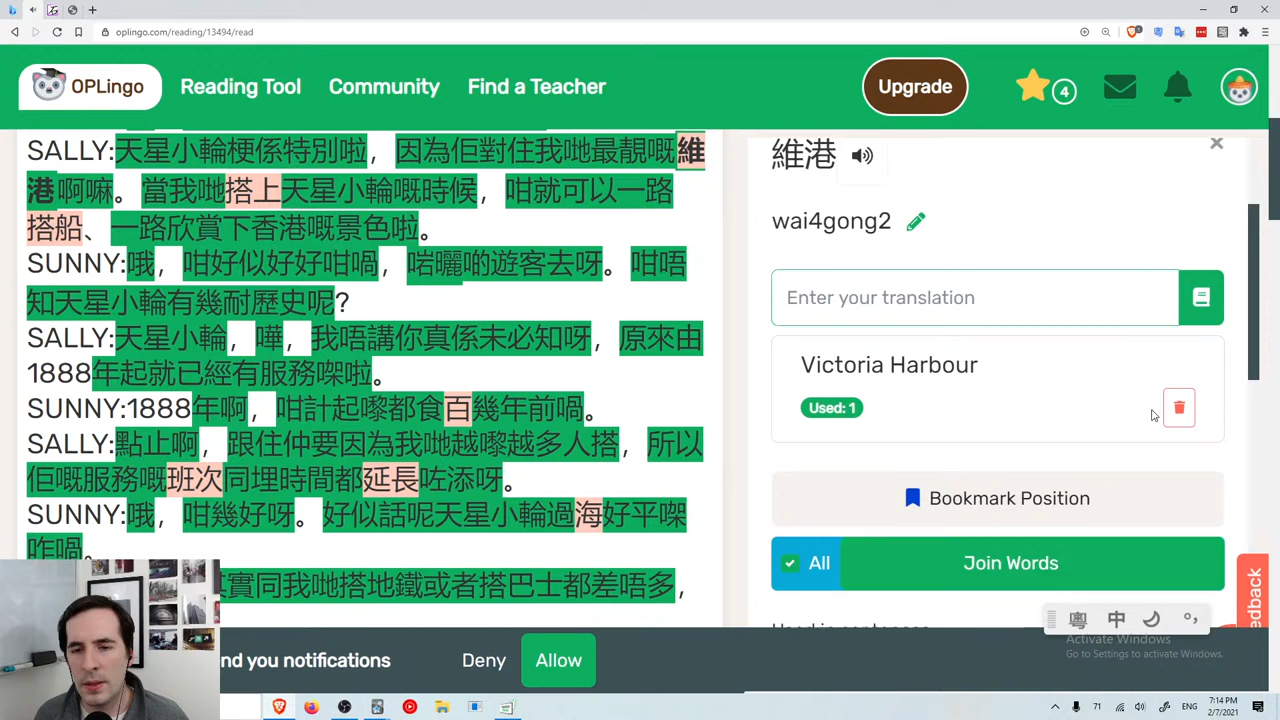 oplingo.com/reading/13494/read
OPLingo
Reading Tool
Community
Find a Teacher
Upgrade
4
SALLY:天星小輪梗係特別啦，因為佢對住我哋最靚嘅維
港啊嘛。當我哋搭上天星小輪嘅時候，咁就可以一路
搭船、一路欣賞下香港嘅景色啦。
SUNNY:哦，咁好似好好咁喎，啱曬啲遊客去呀。咁唔
知天星小輪有幾耐歷史呢?
SALLY:天星小輪，嘩，我唔講你真係未必知呀，原來由
1888年起就已經有服務㗎啦。
SUNNY:1888年啊，咁計起嚟都食百幾年前喎。
SALLY:點止啊，跟住仲要因為我哋越嚟越多人搭，所以
佢嘅服務嘅班次同埋時間都延長咗添呀。
SUNNY:哦，咁幾好呀。好似話呢天星小輪過海好平㗎
咋喎。
實同我哋搭地鐵或者搭巴士都差唔多，
維港
wai4gong2
Enter your translation
Victoria Harbour
Used: 1
Bookmark Position
All
Join Words
edback
粵 中
Activate Windows
Go to Settings to activate Windows.
nd you notifications
Deny
Allow
71
ENG
7:14 PM
2/7/2021